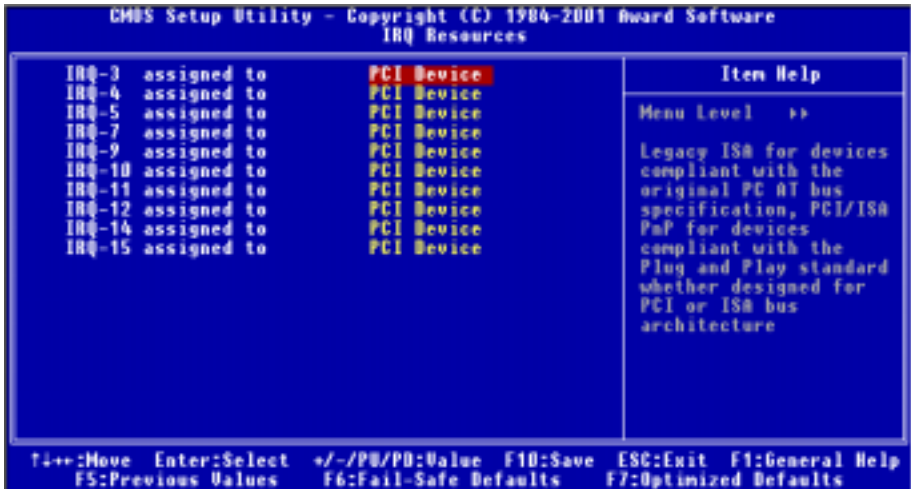 CMOS Setup Utility - Copyright (C) 1984-2001 Award Software
IRQ Resources
IRQ-3 assigned to PCI Device
IRQ-4 assigned to PCI Device
IRQ-5 assigned to PCI Device
IRQ-7 assigned to PCI Device
IRQ-9 assigned to PCI Device
IRQ-10 assigned to PCI Device
IRQ-11 assigned to PCI Device
IRQ-12 assigned to PCI Device
IRQ-14 assigned to PCI Device
IRQ-15 assigned to PCI Device
Item Help
Menu Level ▸▸
Legacy ISA for devices
compliant with the
original PC AT bus
specification, PCI/ISA
PnP for devices
compliant with the
Plug and Play standard
whether designed for
PCI or ISA bus
architecture
↑↓→←:Move Enter:Select +/-/PU/PD:Value F10:Save ESC:Exit F1:General Help
F5:Previous Values F6:Fail-Safe Defaults F7:Optimized Defaults